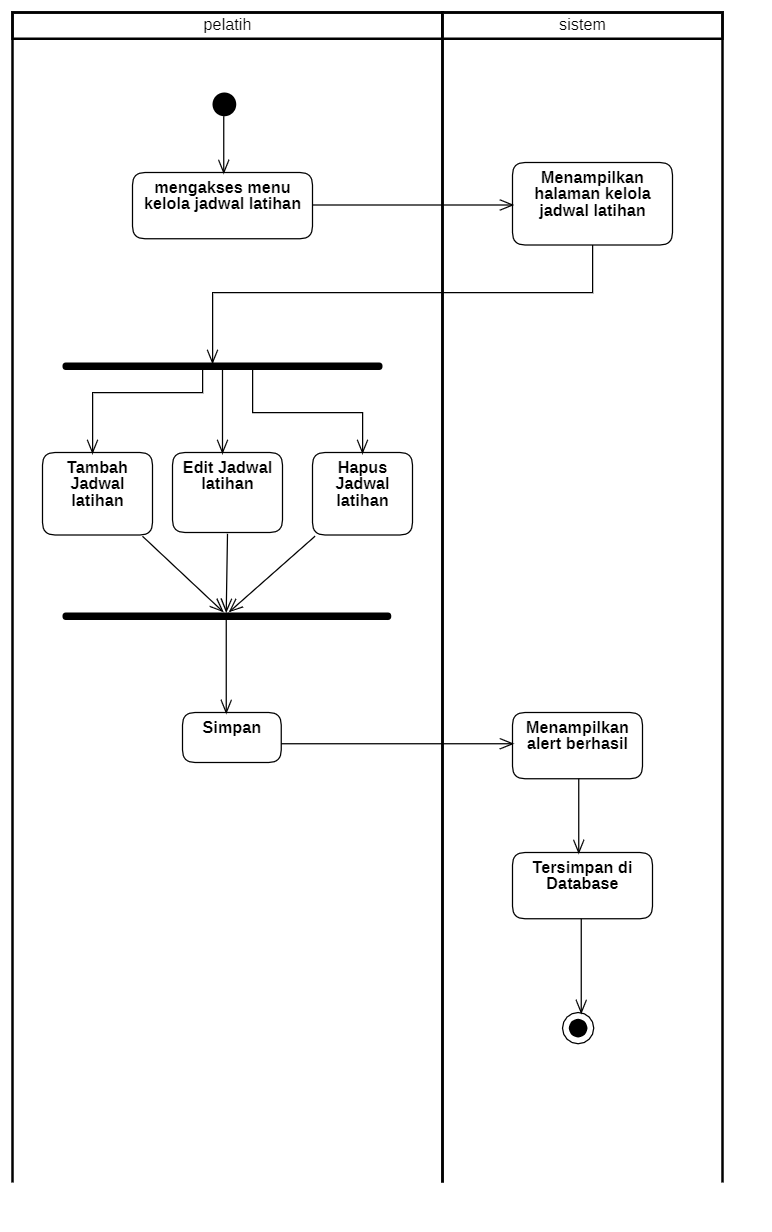 pelatih
sistem
mengakses menu
kelola jadwal latihan
Menampilkan
halaman kelola
jadwal latihan
Tambah
Jadwal
latihan
Edit Jadwal
latihan
Hapus
Jadwal
latihan
Simpan
Menampilkan
alert berhasil
Tersimpan di
Database